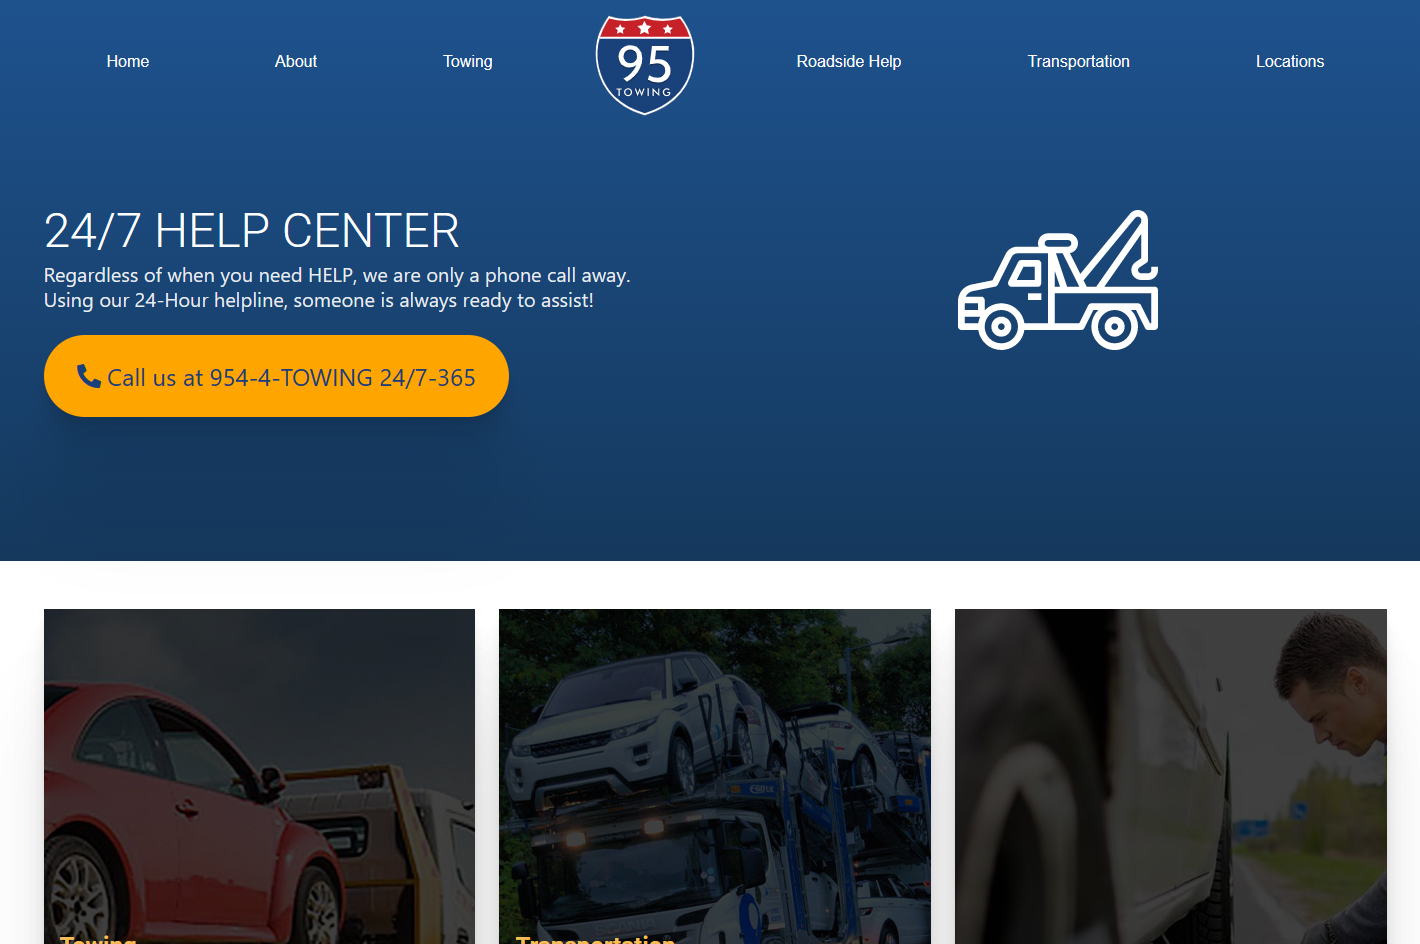 Home
About
Towing
95
TOWING
Roadside Help
Transportation
Locations
24/7 HELP CENTER
Regardless of when you need HELP, we are only a phone call away.
Using our 24-Hour helpline, someone is always ready to assist!
Call us at 954-4-TOWING 24/7-365
Towing
Transportation